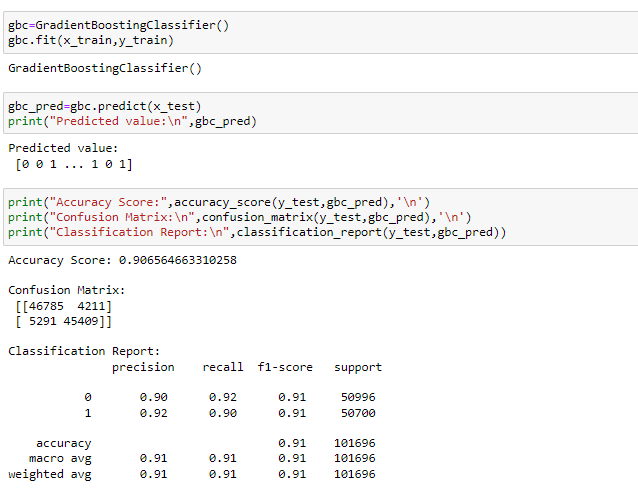 gbc=GradientBoostingClassifier()
gbc.fit(x_train,y_train)
GradientBoostingClassifier()
gbc_pred=gbc.predict(x_test)
print("Predicted value:\n",gbc_pred)
Predicted value:
 [0 0 1 ... 1 0 1]
print("Accuracy Score:",accuracy_score(y_test,gbc_pred),'\n')
print("Confusion Matrix:\n",confusion_matrix(y_test,gbc_pred),'\n')
print("Classification Report:\n",classification_report(y_test,gbc_pred))
Accuracy Score: 0.906564663310258
Confusion Matrix:
 [[46785  4211]
 [ 5291 45409]]
Classification Report:
               precision    recall  f1-score   support
           0       0.90      0.92      0.91     50996
           1       0.92      0.90      0.91     50700
    accuracy                           0.91    101696
   macro avg       0.91      0.91      0.91    101696
weighted avg       0.91      0.91      0.91    101696